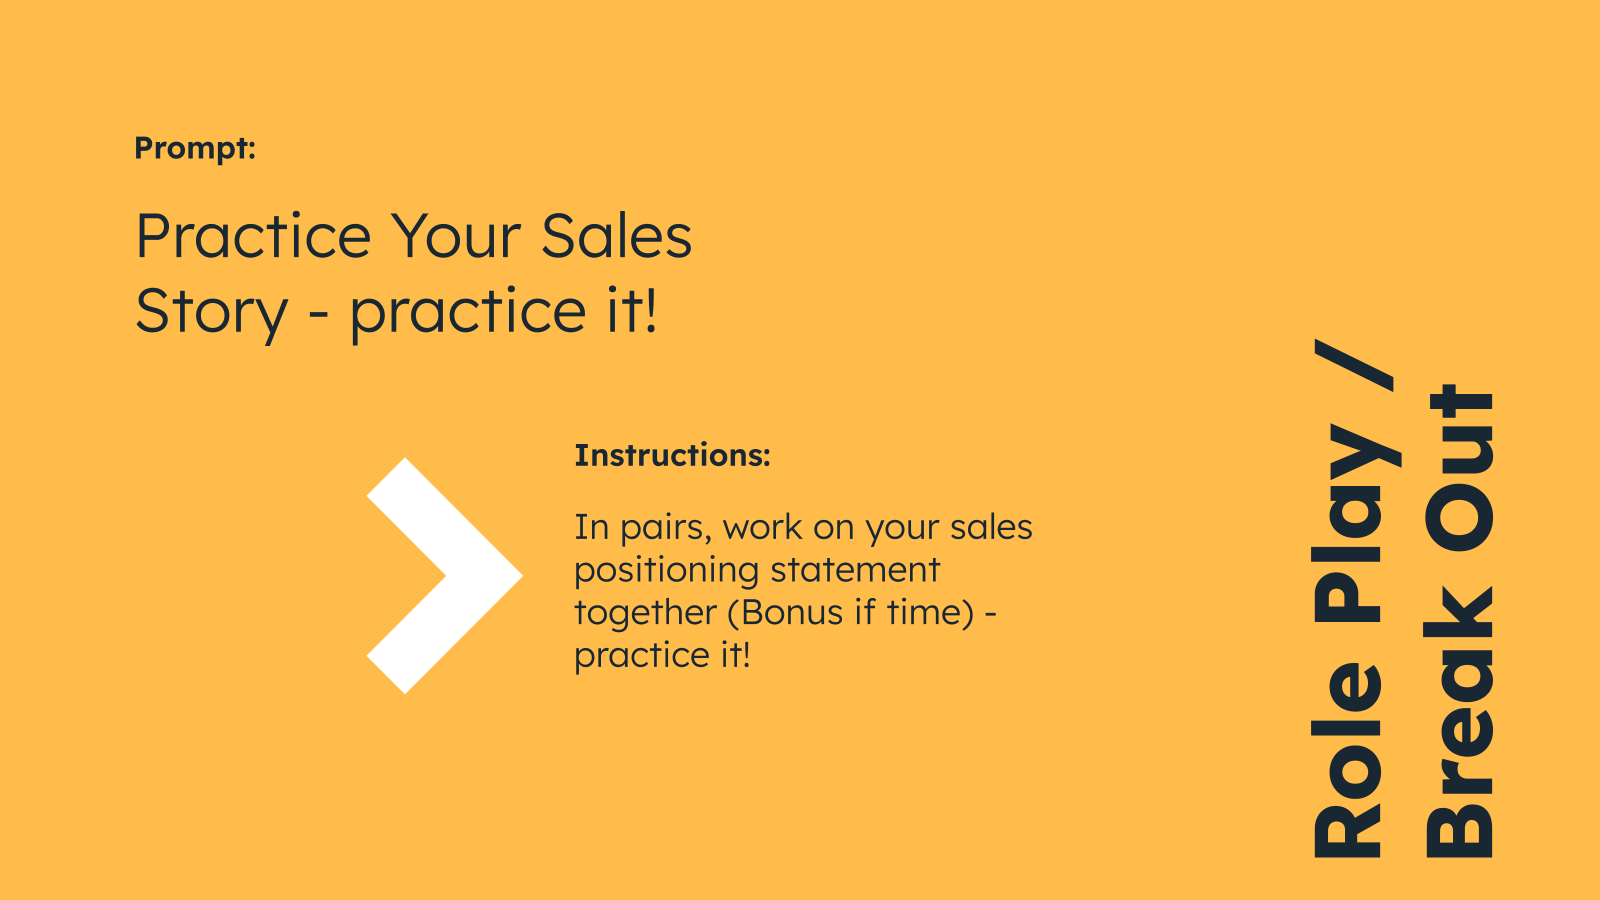 Prompt:
Practice Your Sales
Story - practice it!
Instructions:
In pairs, work on your sales
positioning statement
together (Bonus if time) -
practice it!
Role Play /
Break Out